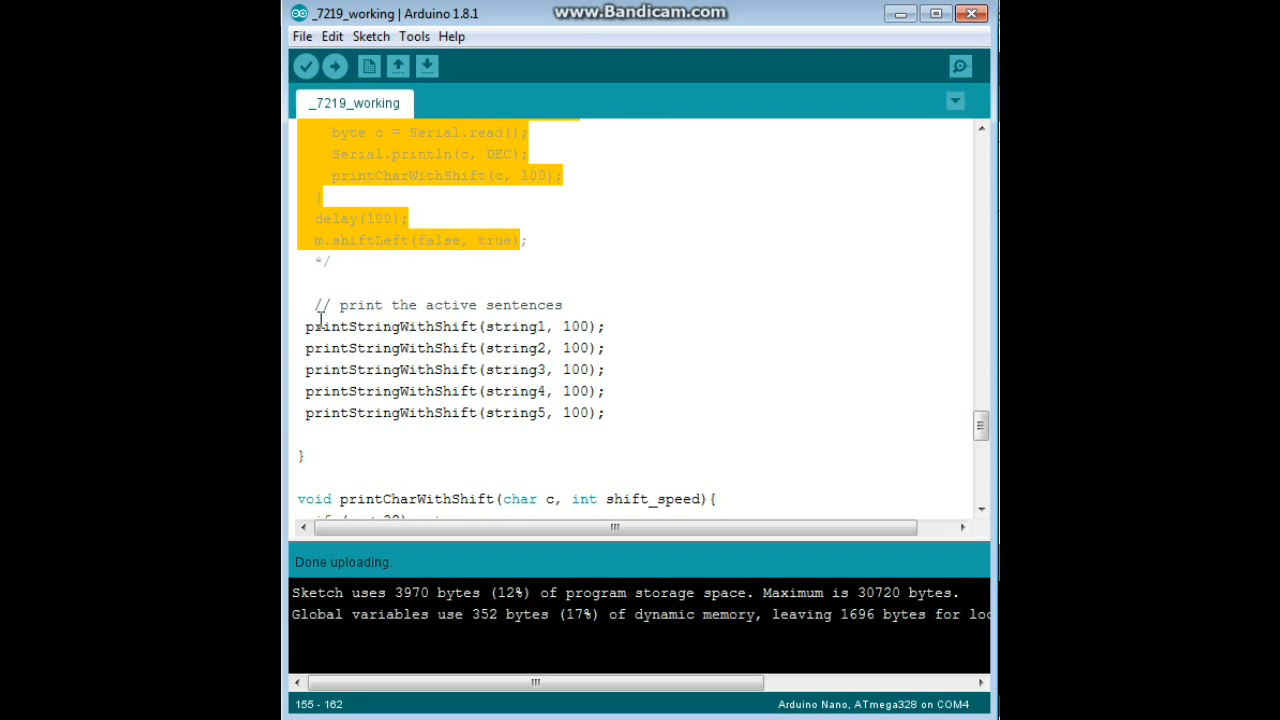 _7219_working | Arduino 1.8.1
www.Bandicam.com
File Edit Sketch Tools Help
_7219_working
byte c = Serial.read();
Serial.println(c, DEC);
printCharWithShift(c, 100);
}
delay(100);
m.shiftLeft(false, true);
*/
// print the active sentences
printStringWithShift(string1, 100);
printStringWithShift(string2, 100);
printStringWithShift(string3, 100);
printStringWithShift(string4, 100);
printStringWithShift(string5, 100);
}
void printCharWithShift(char c, int shift_speed){
Done uploading.
Sketch uses 3970 bytes (12%) of program storage space. Maximum is 30720 bytes.
Global variables use 352 bytes (17%) of dynamic memory, leaving 1696 bytes for loc
155 - 162
Arduino Nano, ATmega328 on COM4